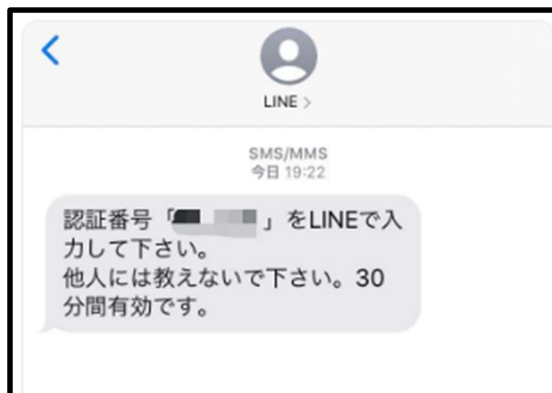 LINE >
SMS/MMS
今日 19:22
認証番号「 」をLINEで入
力して下さい。
他人には教えないで下さい。30
分間有効です。